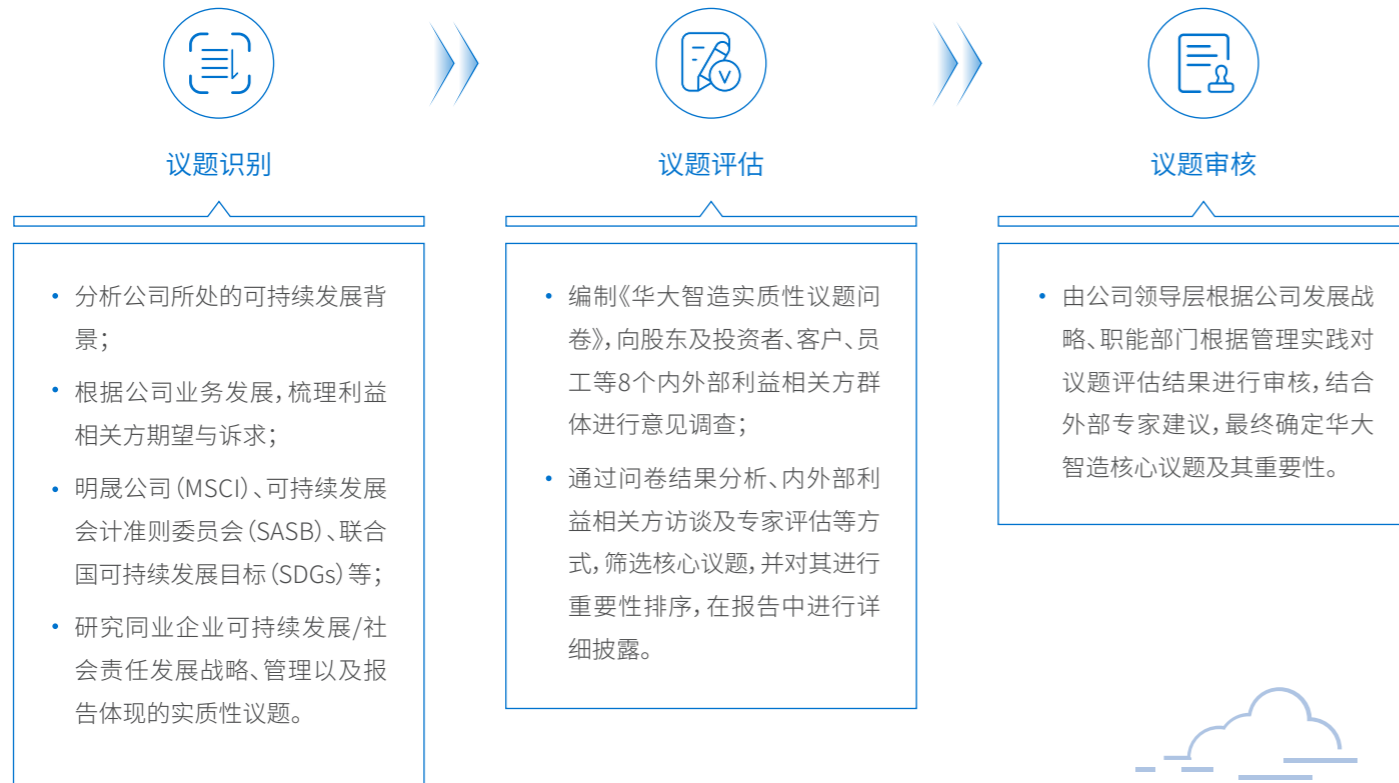 议题识别
• 分析公司所处的可持续发展背
景；
• 根据公司业务发展，梳理利益
相关方期望与诉求；
• 明晟公司（MSCI）、可持续发展
会计准则委员会（SASB）、联合
国可持续发展目标（SDGs）等；
• 研究同业企业可持续发展/社
会责任发展战略、管理以及报
告体现的实质性议题。
议题评估
• 编制《华大智造实质性议题问
卷》，向股东及投资者、客户、员
工等8个内外部利益相关方群
体进行意见调查；
• 通过问卷结果分析、内外部利
益相关方访谈及专家评估等方
式，筛选核心议题，并对其进行
重要性排序，在报告中进行详
细披露。
议题审核
• 由公司领导层根据公司发展战
略、职能部门根据管理实践对
议题评估结果进行审核，结合
外部专家建议，最终确定华大
智造核心议题及其重要性。